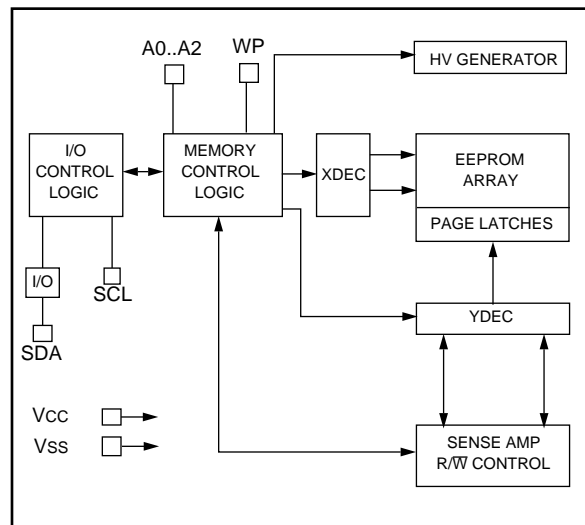 A0..A2
WP
HV GENERATOR
I/O
CONTROL
LOGIC
MEMORY
CONTROL
LOGIC
XDEC
EEPROM
ARRAY
PAGE LATCHES
I/O
SCL
SDA
YDEC
VCC
VSS
SENSE AMP
R/W̅ CONTROL